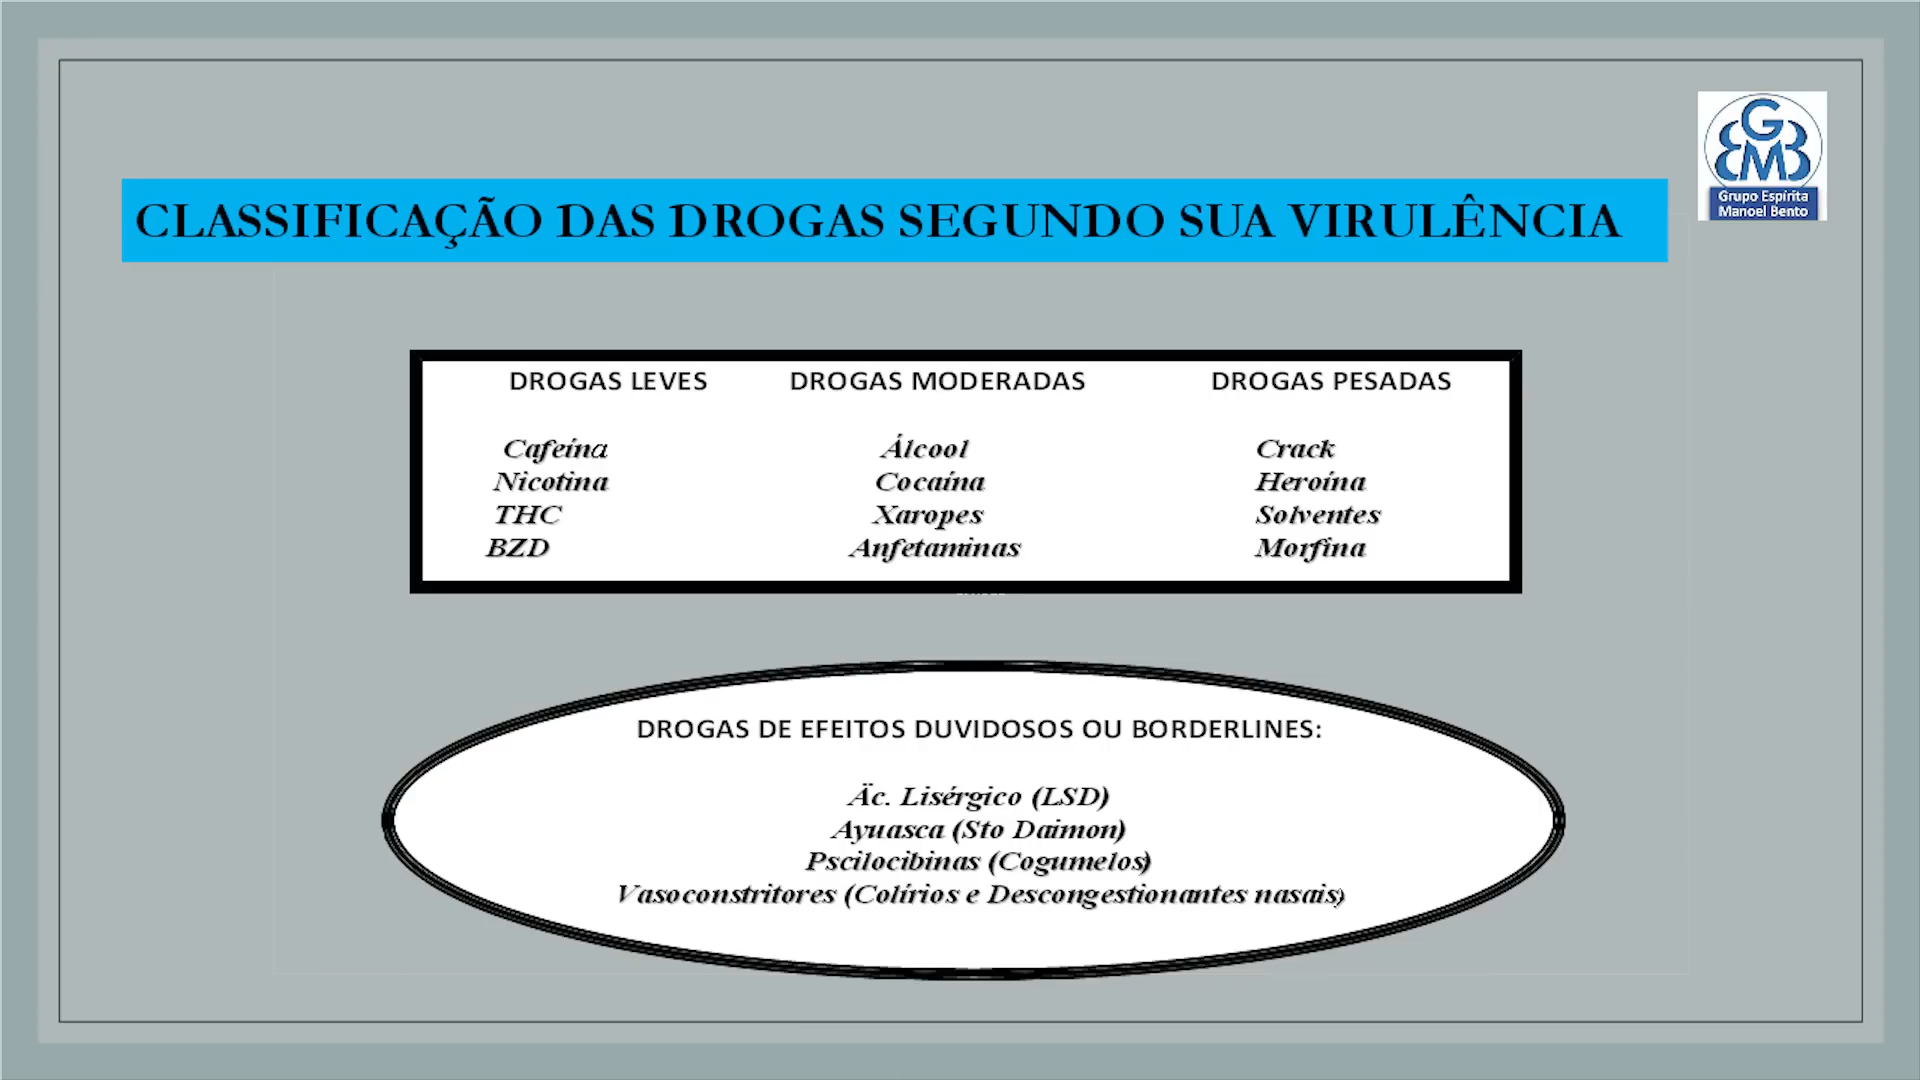 Grupo Espírita
Manoel Bento
CLASSIFICAÇÃO DAS DROGAS SEGUNDO SUA VIRULÊNCIA
DROGAS LEVES DROGAS MODERADAS DROGAS PESADAS
Cafeína Álcool Crack
Nicotina Cocaína Heroína
THC Xaropes Solventes
BZD Anfetaminas Morfina
DROGAS DE EFEITOS DUVIDOSOS OU BORDERLINES:
Äc. Lisérgico (LSD)
Ayuasca (Sto Daimon)
Pscilocibinas (Cogumelos)
Vasoconstritores (Colírios e Descongestionantes nasais)